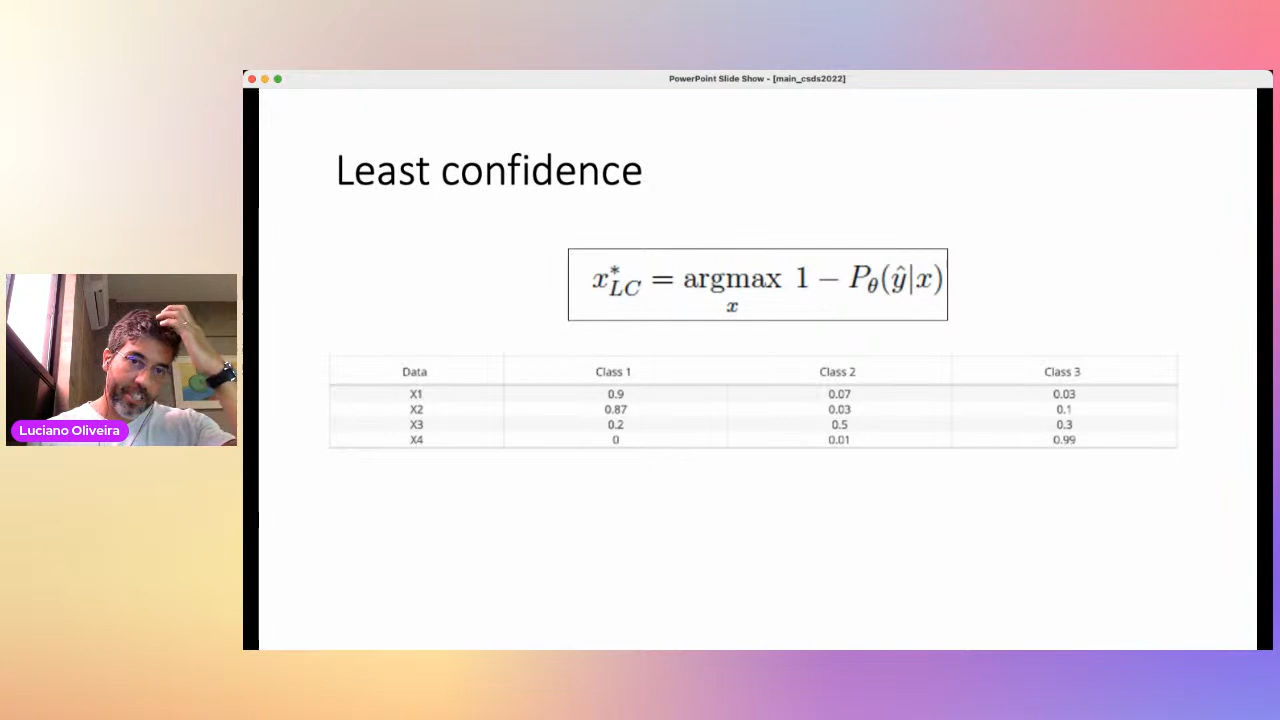 PowerPoint Slide Show - [main_csds2022]
Least confidence
x*LC = argmax 1 − Pθ(ŷ|x)
x
Data Class 1 Class 2 Class 3
X1 0.9 0.07 0.03
X2 0.87 0.03 0.1
X3 0.2 0.5 0.3
X4 0 0.01 0.99
Luciano Oliveira